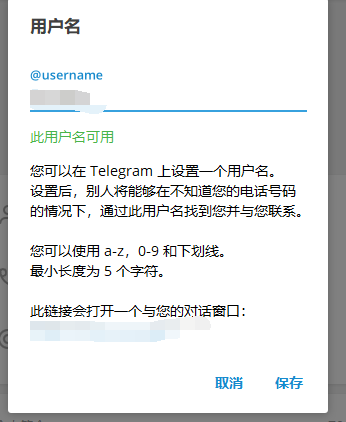 用户名
@username
此用户名可用
您可以在 Telegram 上设置一个用户名。
设置后，别人将能够在不知道您的电话号码
的情况下，通过此用户名找到您并与您联系。
您可以使用 a-z，0-9 和下划线。
最小长度为 5 个字符。
此链接会打开一个与您的对话窗口：
取消
保存